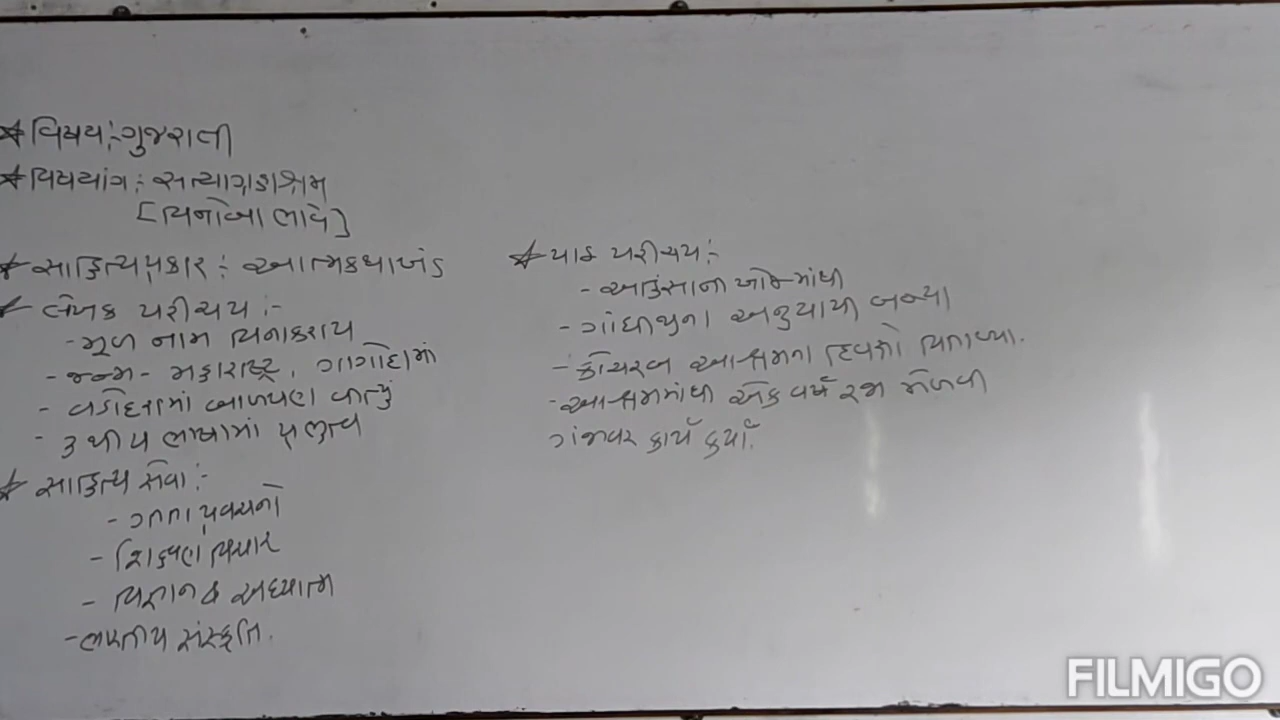 ★ વિષય :- ગુજરાતી
★ વિષયાંગ :- સત્યાગ્રહાશ્રમ
[વિનોબા ભાવે]
★ સાહિત્યપ્રકાર :- આત્મકથાખંડ
★ લેખક પરીચય :-
- મૂળ નામ વિનાકરાય
- જન્મ - મહારાષ્ટ્ર, ગાગોદામાં
- વડોદરામાં બાળપણ વીત્યું
- ૬ થી ૫ ભાષામાં પ્રભુત્વ
★ સાહિત્ય સેવા :-
- ગીતા પ્રવચનો
- શિક્ષણ વિચાર
- વિજ્ઞાન & અધ્યાત્મ
- ભારતીય સંસ્કૃતિ.
★ પાઠ પરીચય :-
- અહિંસાની ખોજમાંથી
- ગાંધીજીના અનુયાયી બન્યા
- કોચરબ આશ્રમના દિવસો વિતાવ્યા.
- આશ્રમમાંથી એક વર્ષ રજા મેળવી
ગંજાવર કાર્ય કર્યાં.
FILMIGO